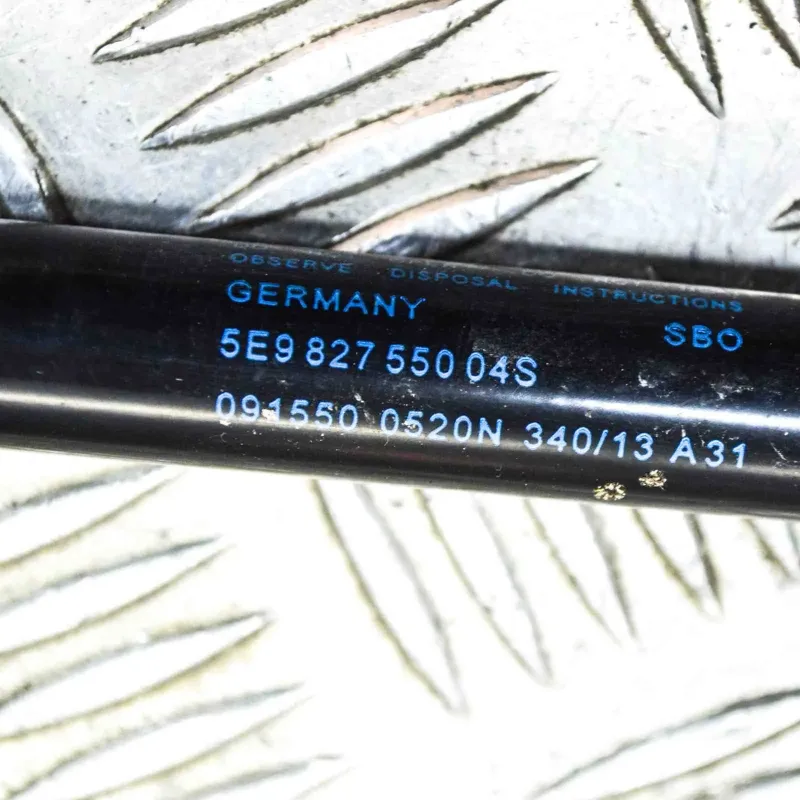 OBSERVE DISPOSAL INSTRUCTIONS
GERMANY SBO
5E9 827 550 04S
091550 0520N 340/13 A31